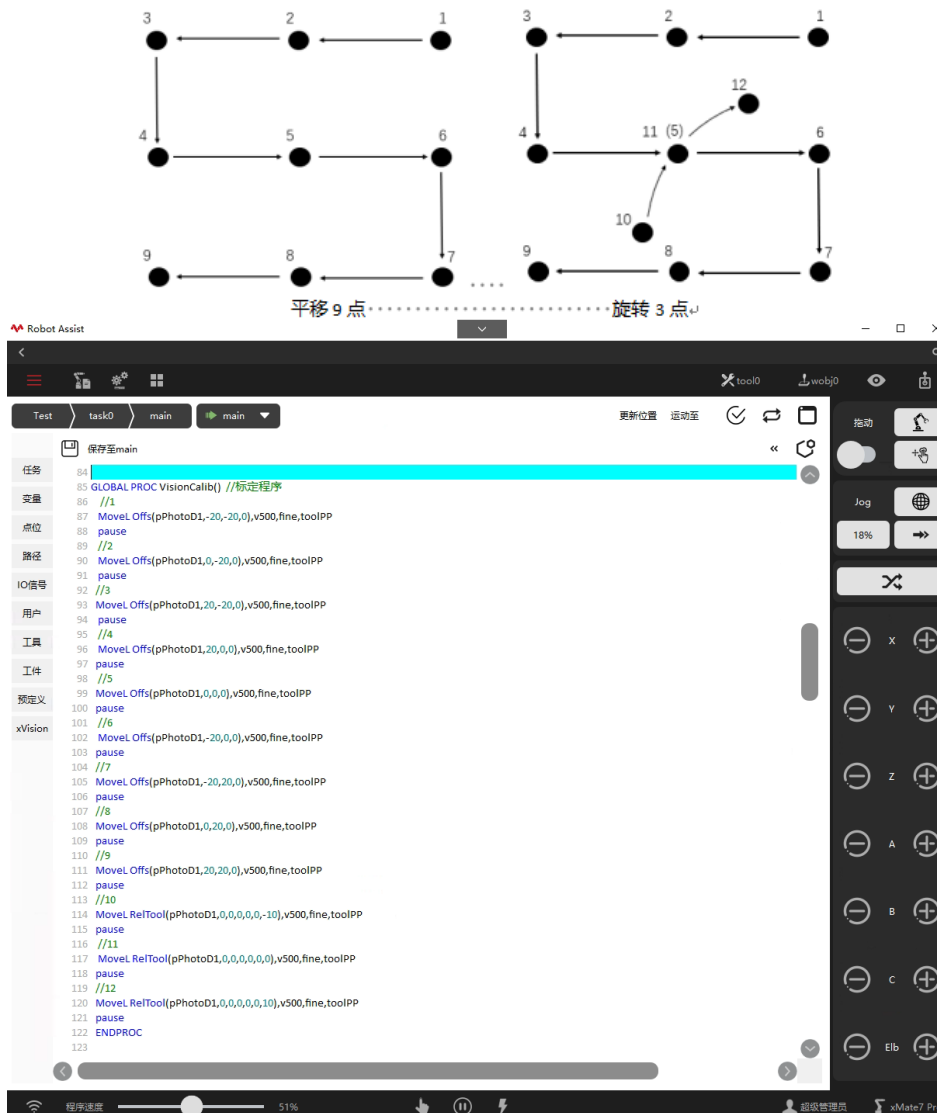 3 2 1
3 2 1
12
4 5 6
4 11 (5) 6
10
9 8 7
9 8 7
平移 9 点 旋转 3 点
Robot Assist
tool0 wobj0
Test task0 main main 更新位置 运动至 拖动
保存至main
任务
变量
点位
路径
IO信号
用户
工具
工件
预定义
xVision
84
85 GLOBAL PROC VisionCalib() //标定程序
86 //1
87 MoveL Offs(pPhotoD1,-20,-20,0),v500,fine,toolPP
88 pause
89 //2
90 MoveL Offs(pPhotoD1,0,-20,0),v500,fine,toolPP
91 pause
92 //3
93 MoveL Offs(pPhotoD1,20,-20,0),v500,fine,toolPP
94 pause
95 //4
96 MoveL Offs(pPhotoD1,20,0,0),v500,fine,toolPP
97 pause
98 //5
99 MoveL Offs(pPhotoD1,0,0,0),v500,fine,toolPP
100 pause
101 //6
102 MoveL Offs(pPhotoD1,-20,0,0),v500,fine,toolPP
103 pause
104 //7
105 MoveL Offs(pPhotoD1,-20,20,0),v500,fine,toolPP
106 pause
107 //8
108 MoveL Offs(pPhotoD1,0,20,0),v500,fine,toolPP
109 pause
110 //9
111 MoveL Offs(pPhotoD1,20,20,0),v500,fine,toolPP
112 pause
113 //10
114 MoveL RelTool(pPhotoD1,0,0,0,0,0,-10),v500,fine,toolPP
115 pause
116 //11
117 MoveL RelTool(pPhotoD1,0,0,0,0,0,0),v500,fine,toolPP
118 pause
119 //12
120 MoveL RelTool(pPhotoD1,0,0,0,0,0,10),v500,fine,toolPP
121 pause
122 ENDPROC
123
Jog
18%
X
Y
Z
A
B
C
Elb
程序速度 51% 超级管理员 xMate7 Pr